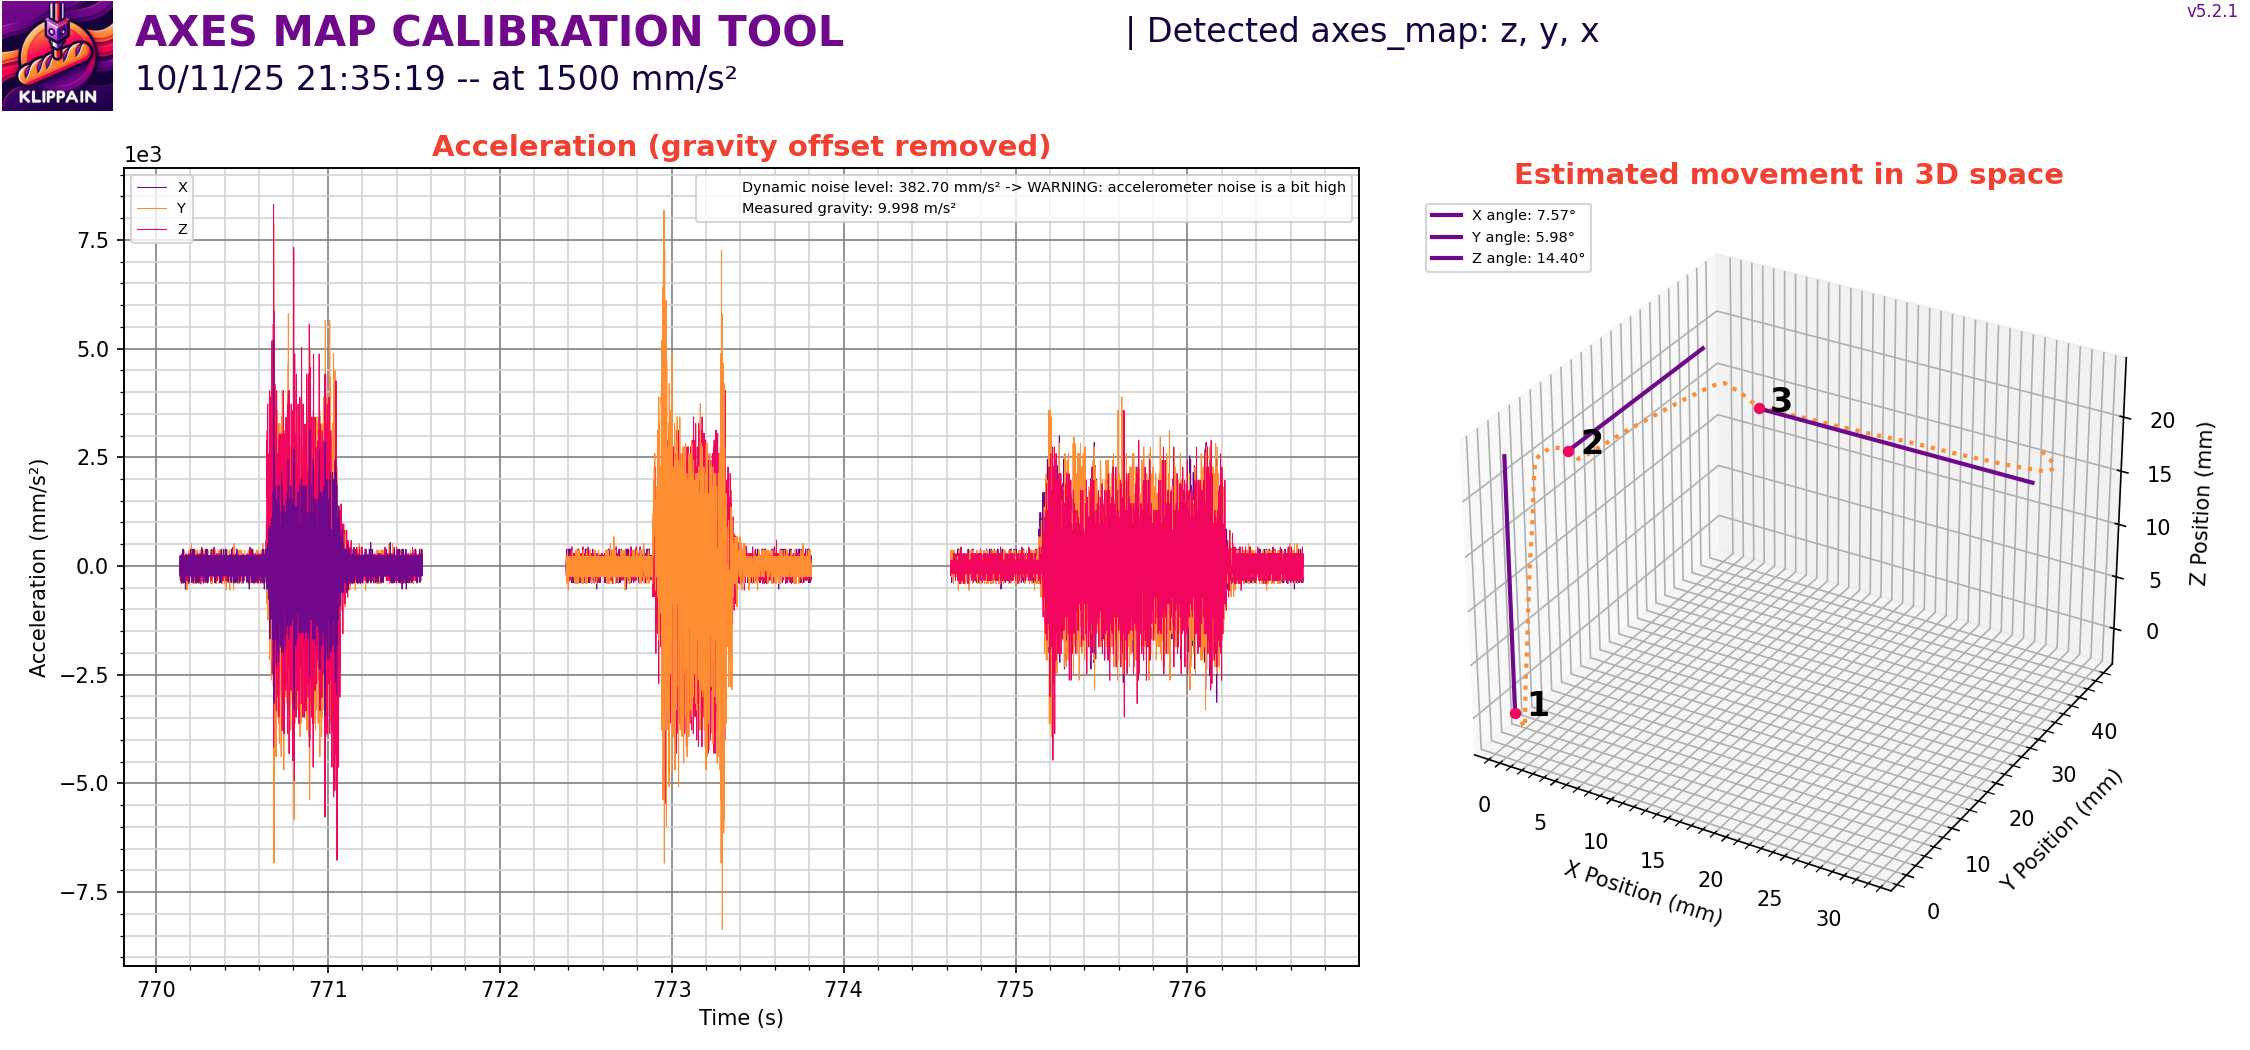 KLIPPAIN
AXES MAP CALIBRATION TOOL
10/11/25 21:35:19 -- at 1500 mm/s²
| Detected axes_map: z, y, x
v5.2.1
Acceleration (gravity offset removed)
1e3
X
Y
Z
Dynamic noise level: 382.70 mm/s² -> WARNING: accelerometer noise is a bit high
Measured gravity: 9.998 m/s²
7.5
5.0
2.5
0.0
−2.5
−5.0
−7.5
Acceleration (mm/s²)
770 771 772 773 774 775 776
Time (s)
Estimated movement in 3D space
X angle: 7.57°
Y angle: 5.98°
Z angle: 14.40°
1
2
3
20
15
10
5
0
Z Position (mm)
40
30
20
10
0
Y Position (mm)
0
5
10
15
20
25
30
X Position (mm)